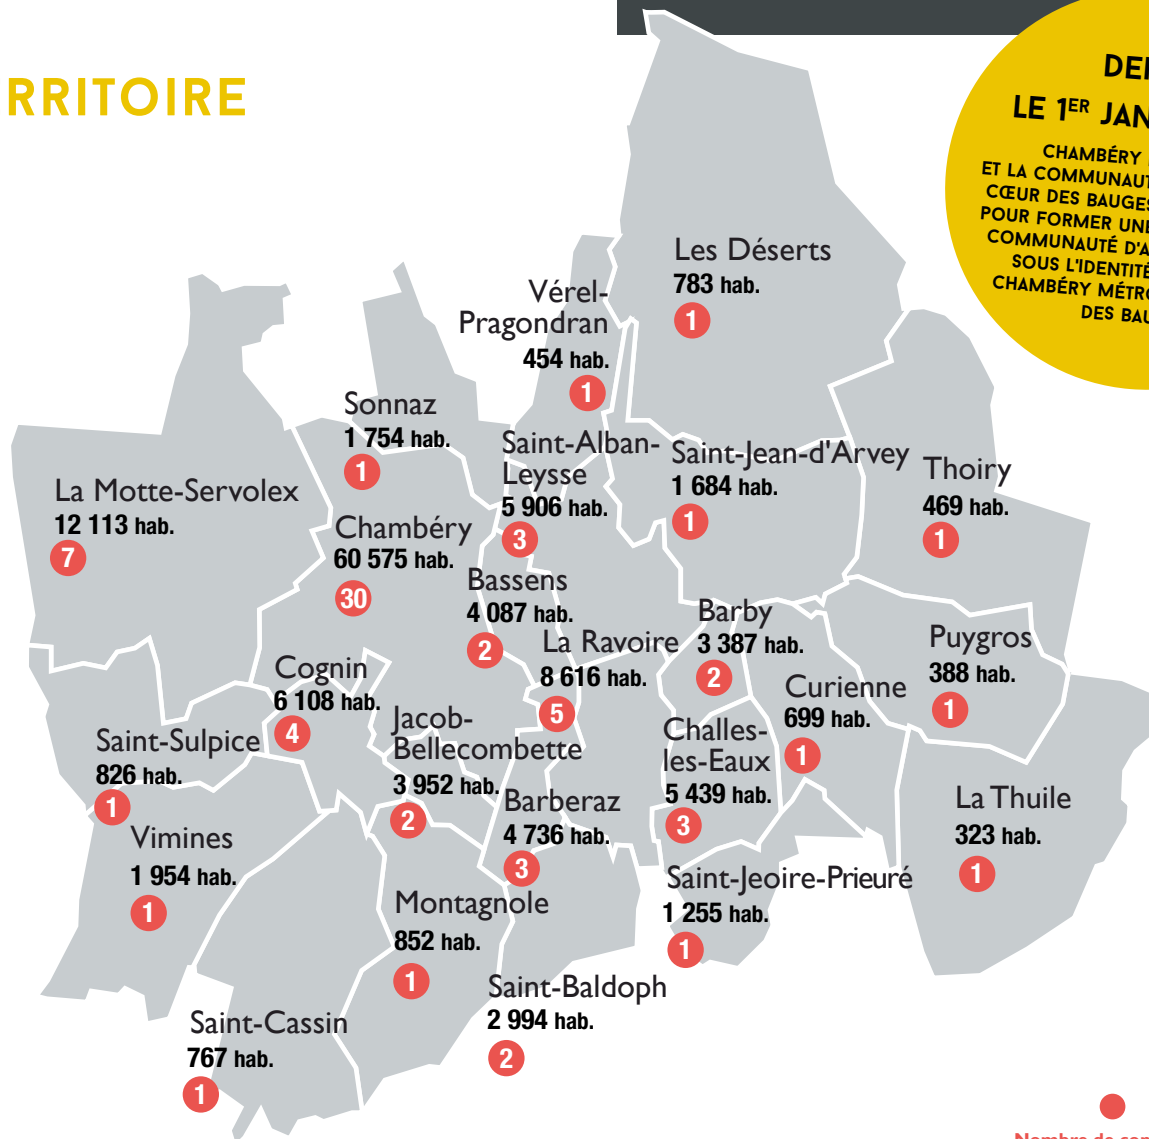 RRITOIRE
LE 1ER JAN
CHAMBÉRY
ET LA COMMUNAUT
CŒUR DES BAUGES
POUR FORMER UNE
COMMUNAUTÉ D'A
SOUS L'IDENTITÉ
CHAMBÉRY MÉTRO
DES BAU
Les Déserts
783 hab.
1
Vérel-
Pragondran
454 hab.
1
Sonnaz
1 754 hab.
1
Saint-Alban-
Leysse
5 906 hab.
3
Saint-Jean-d'Arvey
1 684 hab.
1
Thoiry
469 hab.
1
La Motte-Servolex
12 113 hab.
7
Chambéry
60 575 hab.
30
Bassens
4 087 hab.
2
Barby
3 387 hab.
2
La Ravoire
8 616 hab.
5
Puygros
388 hab.
1
Cognin
6 108 hab.
4
Curienne
699 hab.
1
Jacob-
Bellecombette
3 952 hab.
2
Challes-
les-Eaux
5 439 hab.
3
Saint-Sulpice
826 hab.
1
Barberaz
4 736 hab.
3
La Thuile
323 hab.
1
Vimines
1 954 hab.
1
Saint-Jeoire-Prieuré
1 255 hab.
1
Montagnole
852 hab.
1
Saint-Baldoph
2 994 hab.
2
Saint-Cassin
767 hab.
1